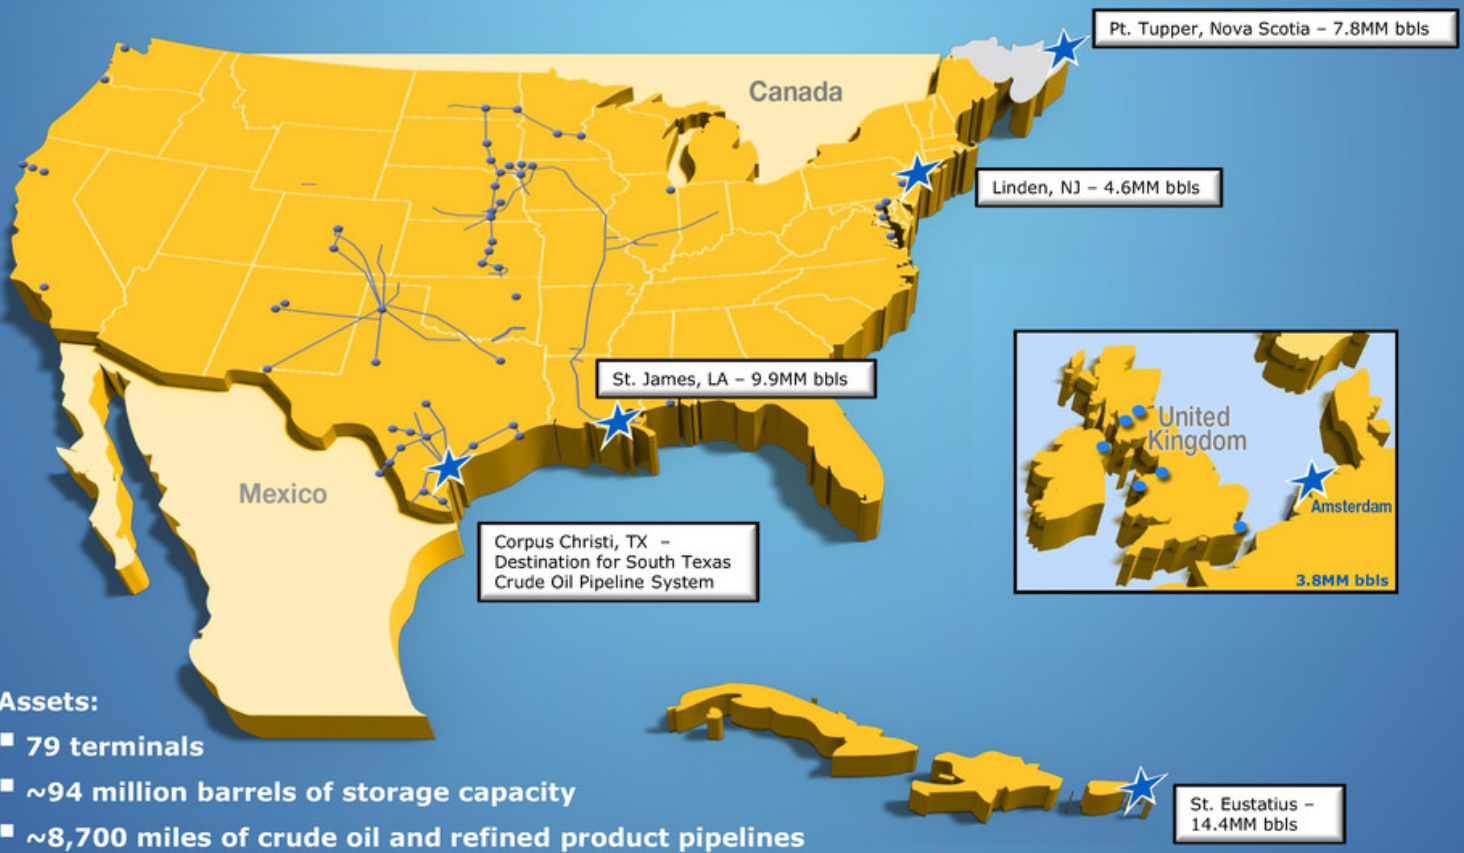 Pt. Tupper, Nova Scotia – 7.8MM bbls
Canada
Linden, NJ – 4.6MM bbls
St. James, LA – 9.9MM bbls
United
Kingdom
Amsterdam
3.8MM bbls
Mexico
Corpus Christi, TX –
Destination for South Texas
Crude Oil Pipeline System
St. Eustatius –
14.4MM bbls
Assets:
▪ 79 terminals
▪ ~94 million barrels of storage capacity
▪ ~8,700 miles of crude oil and refined product pipelines